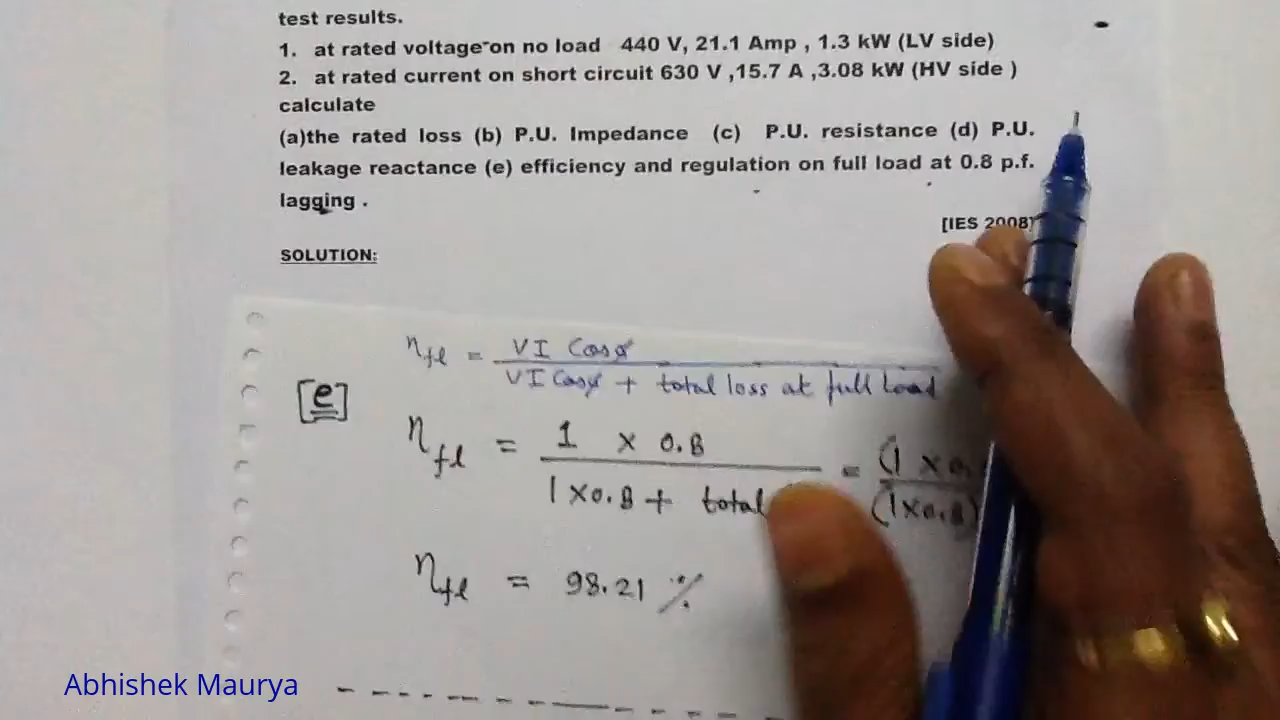 test results.
1. at rated voltage on no load 440 V, 21.1 Amp , 1.3 kW (LV side)
2. at rated current on short circuit 630 V ,15.7 A ,3.08 kW (HV side )
calculate
(a)the rated loss (b) P.U. Impedance (c) P.U. resistance (d) P.U.
leakage reactance (e) efficiency and regulation on full load at 0.8 p.f.
lagging .
[IES 2008]
SOLUTION:
[e]
ηfl = VI Cosφ / VI Cosφ + total loss at full load
ηfl = 1 x 0.8 / 1x0.8 + total = (1 x 0. / (1x0.8)
ηfl = 98.21 %
Abhishek Maurya